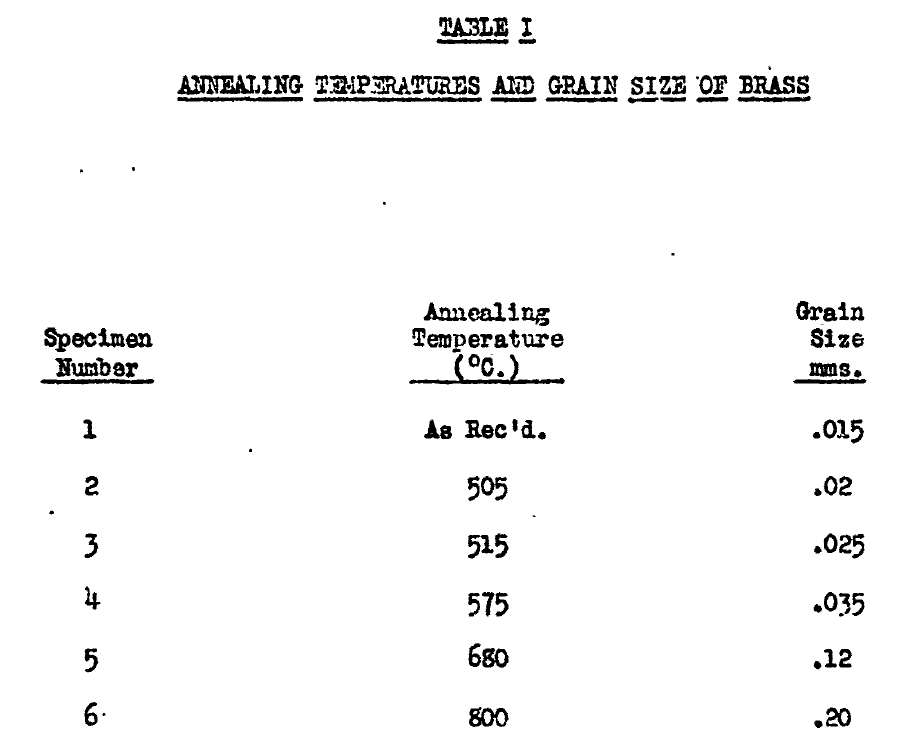 TABLE I
ANNEALING TEMPERATURES AND GRAIN SIZE OF BRASS
Annealing Grain
Specimen Temperature Size
Number (°C.) mms.
1 As Rec'd. .015
2 505 .02
3 515 .025
4 575 .035
5 680 .12
6 800 .20